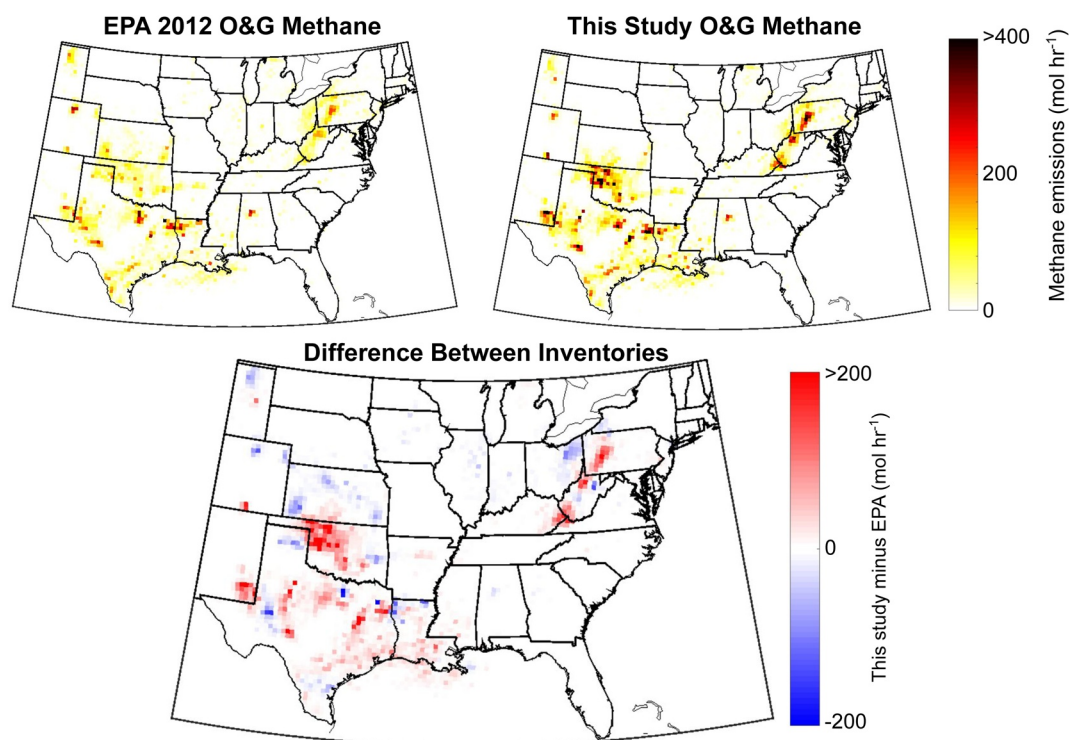 EPA 2012 O&G Methane
This Study O&G Methane
>400
200
0
Methane emissions (mol hr⁻¹)
Difference Between Inventories
>200
0
-200
This study minus EPA (mol hr⁻¹)